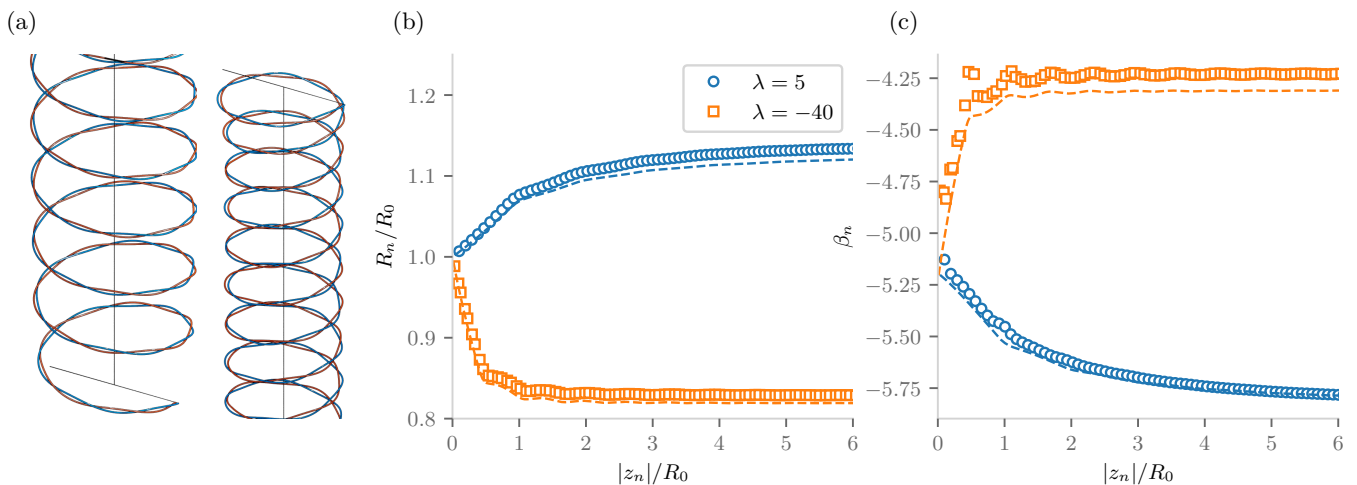 (a)
(b)
(c)
λ = 5
λ = −40
R_n/R_0
1.2
1.1
1.0
0.9
0.8
0 1 2 3 4 5 6
|z_n|/R_0
β_n
−4.25
−4.50
−4.75
−5.00
−5.25
−5.50
−5.75
0 1 2 3 4 5 6
|z_n|/R_0